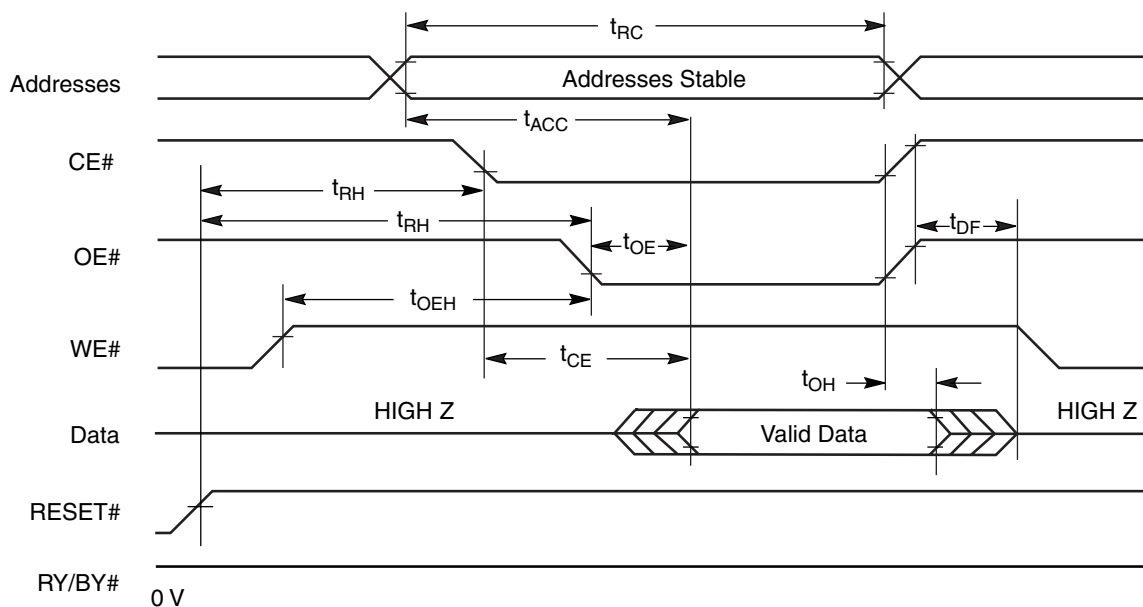 tRC
Addresses
Addresses Stable
tACC
CE#
tRH
tRH
tOE
tDF
OE#
tOEH
WE#
tCE
tOH
HIGH Z
HIGH Z
Data
Valid Data
RESET#
RY/BY#
0 V